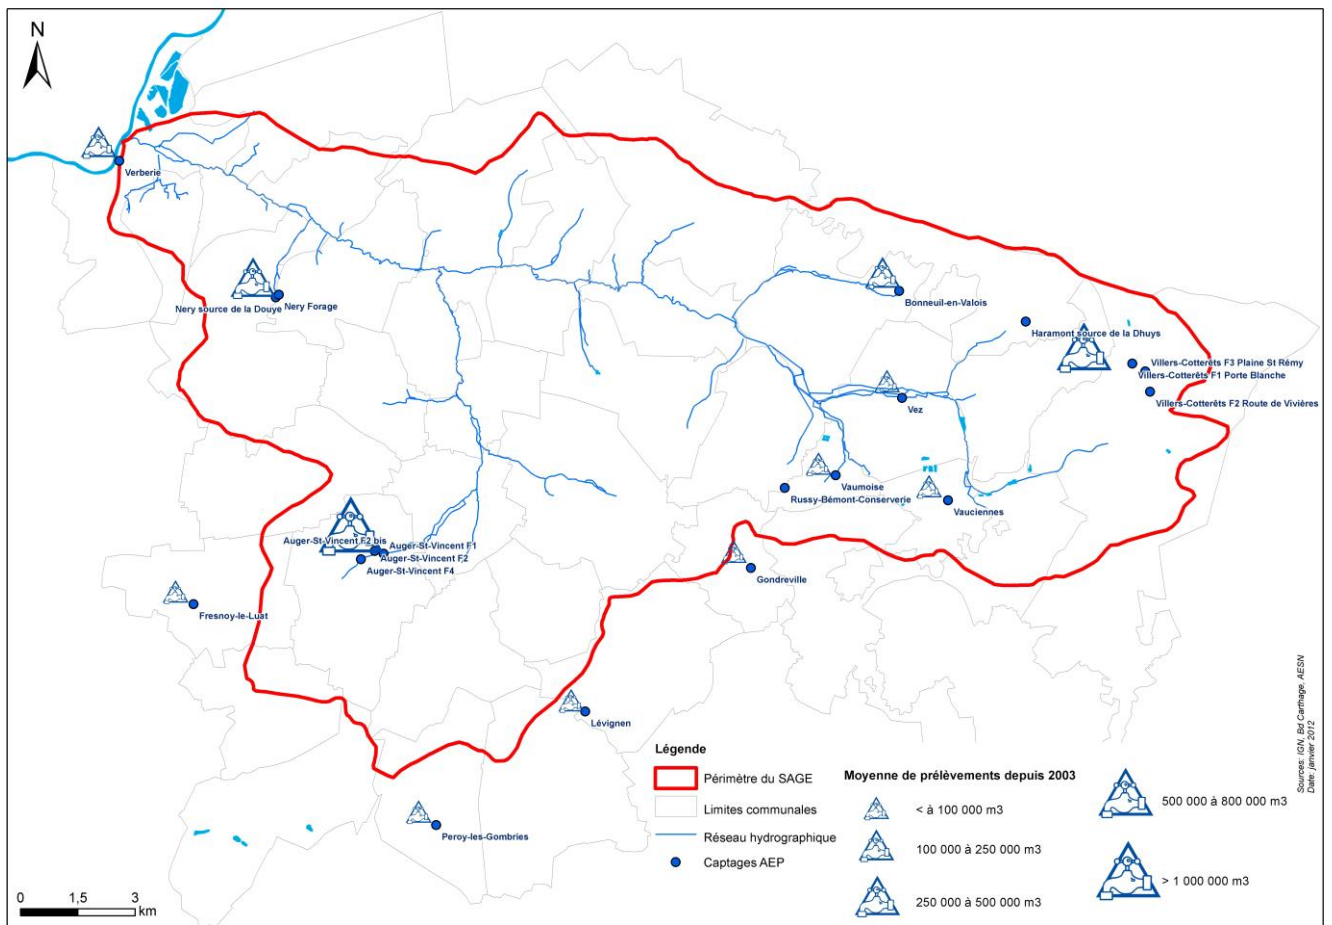 N
Verberie
Nery source de la Douye
Nery Forage
Bonneuil-en-Valois
Haramont source de la Dhuys
Villers-Cotterêts F3 Plaine St Rémy
Villers-Cotterêts F1 Porte Blanche
Villers-Cotterêts F2 Route de Vivières
Vez
Vaumoise
Russy-Bémont-Conserverie
Vauciennes
Auger-St-Vincent F2 bis
Auger-St-Vincent F1
Auger-St-Vincent F2
Auger-St-Vincent F4
Gondreville
Fresnoy-le-Luat
Lévignen
Peroy-les-Gombries
Légende
Périmètre du SAGE
Limites communales
Réseau hydrographique
Captages AEP
Moyenne de prélèvements depuis 2003
< à 100 000 m3
100 000 à 250 000 m3
250 000 à 500 000 m3
500 000 à 800 000 m3
> 1 000 000 m3
0 1,5 3
km
Sources: IGN, Bd Carthage, AESN
Date: janvier 2012